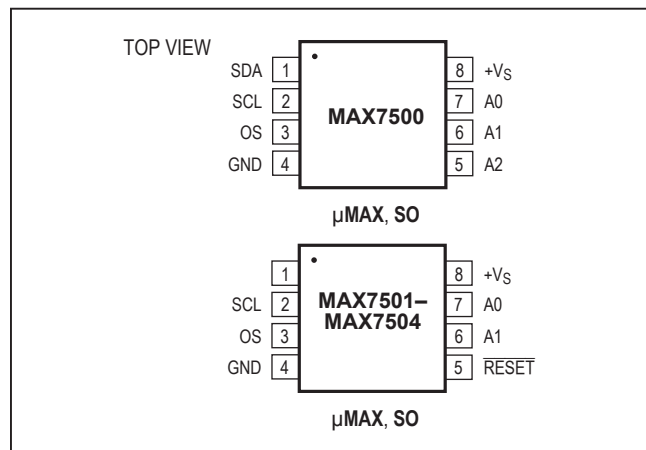 TOP VIEW
SDA 1
SCL 2
OS 3
GND 4
MAX7500
8 +VS
7 A0
6 A1
5 A2
µMAX, SO
1
SCL 2
OS 3
GND 4
MAX7501–
MAX7504
8 +VS
7 A0
6 A1
5 RESET
µMAX, SO